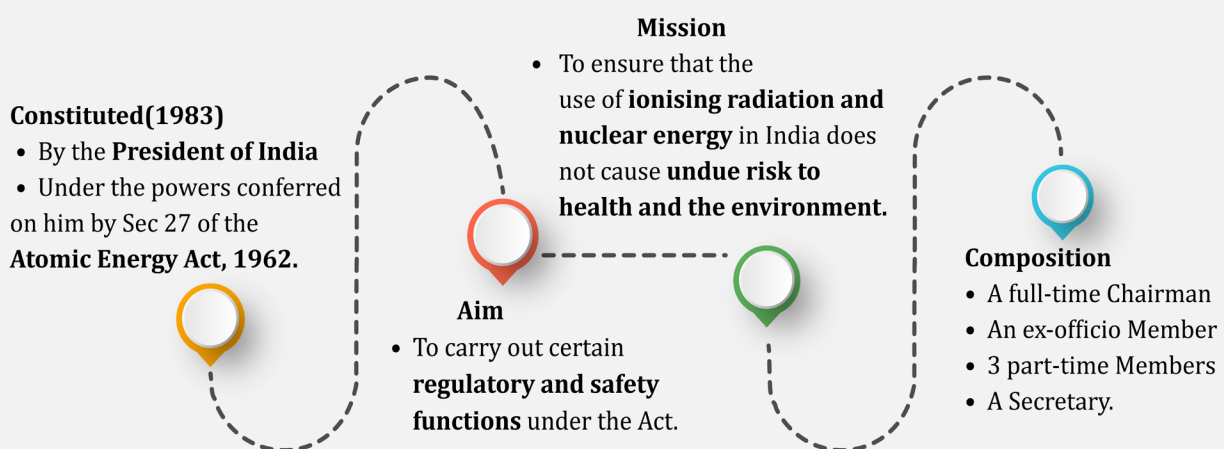 Constituted(1983)
• By the President of India
• Under the powers conferred
on him by Sec 27 of the
Atomic Energy Act, 1962.
Aim
• To carry out certain
regulatory and safety
functions under the Act.
Mission
• To ensure that the
use of ionising radiation and
nuclear energy in India does
not cause undue risk to
health and the environment.
Composition
• A full-time Chairman
• An ex-officio Member
• 3 part-time Members
• A Secretary.